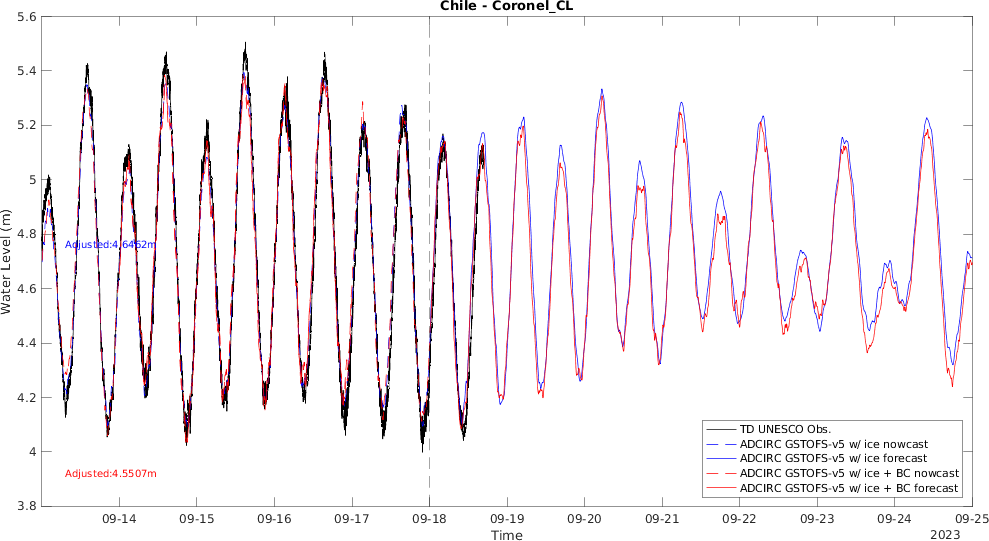 Chile - Coronel_CL
5.6
5.4
5.2
5
4.8
4.6
4.4
4.2
4
3.8
Water Level (m)
Adjusted:4.6462m
Adjusted:4.5507m
TD UNESCO Obs.
ADCIRC GSTOFS-v5 w/ ice nowcast
ADCIRC GSTOFS-v5 w/ ice forecast
ADCIRC GSTOFS-v5 w/ ice + BC nowcast
ADCIRC GSTOFS-v5 w/ ice + BC forecast
09-14 09-15 09-16 09-17 09-18 09-19 09-20 09-21 09-22 09-23 09-24 09-25
Time
2023